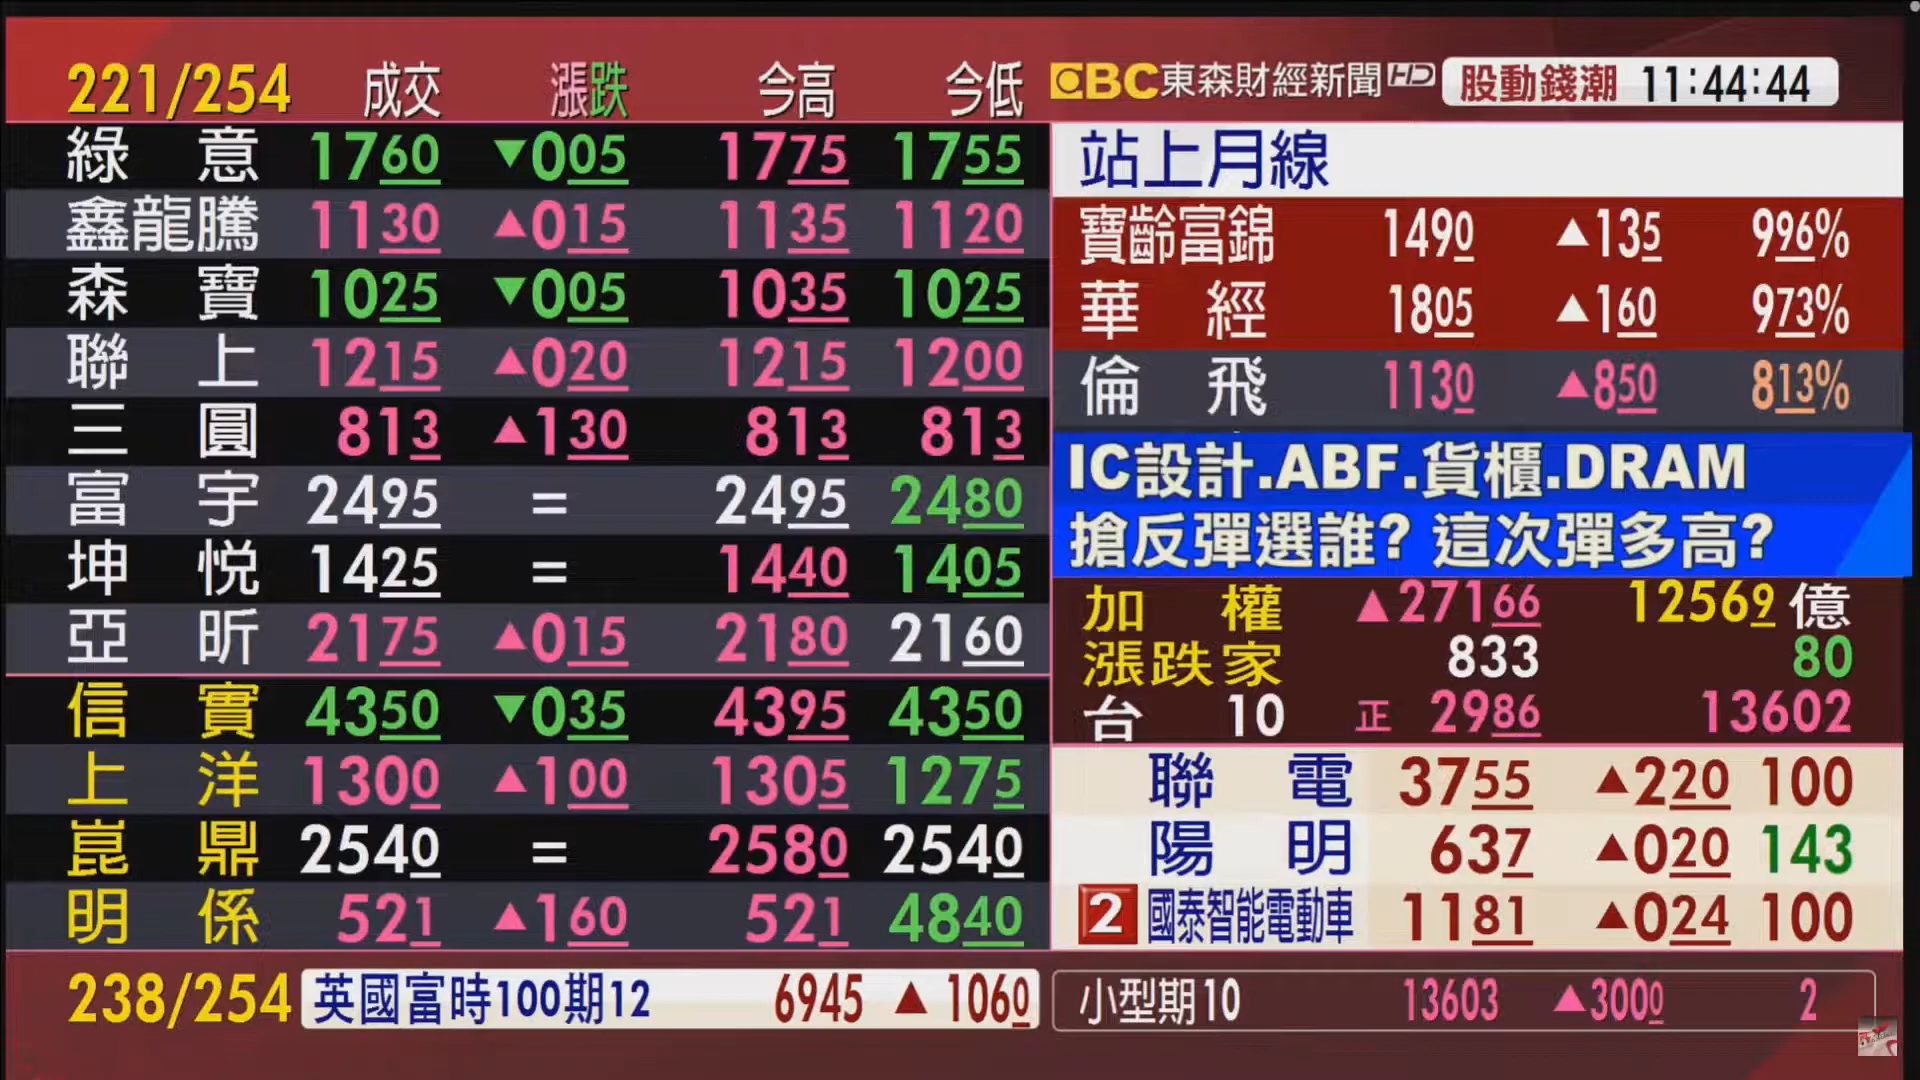 221/254 成交 漲跌 今高 今低
綠意 1760 ▼005 1775 1755
鑫龍騰 1130 ▲015 1135 1120
森寶 1025 ▼005 1035 1025
聯上 1215 ▲020 1215 1200
三圓 813 ▲130 813 813
富宇 2495 = 2495 2480
坤悦 1425 = 1440 1405
亞昕 2175 ▲015 2180 2160
信實 4350 ▼035 4395 4350
上洋 1300 ▲100 1305 1275
崑鼎 2540 = 2580 2540
明係 521 ▲160 521 4840
238/254 英國富時100期12 6945 ▲ 1060
EBC東森財經新聞HD 股動錢潮 11:44:44
站上月線
寶齡富錦 1490 ▲135 996%
華經 1805 ▲160 973%
倫飛 1130 ▲850 813%
IC設計.ABF.貨櫃.DRAM
搶反彈選誰? 這次彈多高?
加權 ▲27166 12569億
漲跌家 833 80
台10 正 2986 13602
聯電 3755 ▲220 100
陽明 637 ▲020 143
2 國泰智能電動車 1181 ▲024 100
小型期10 13603 ▲3000 2